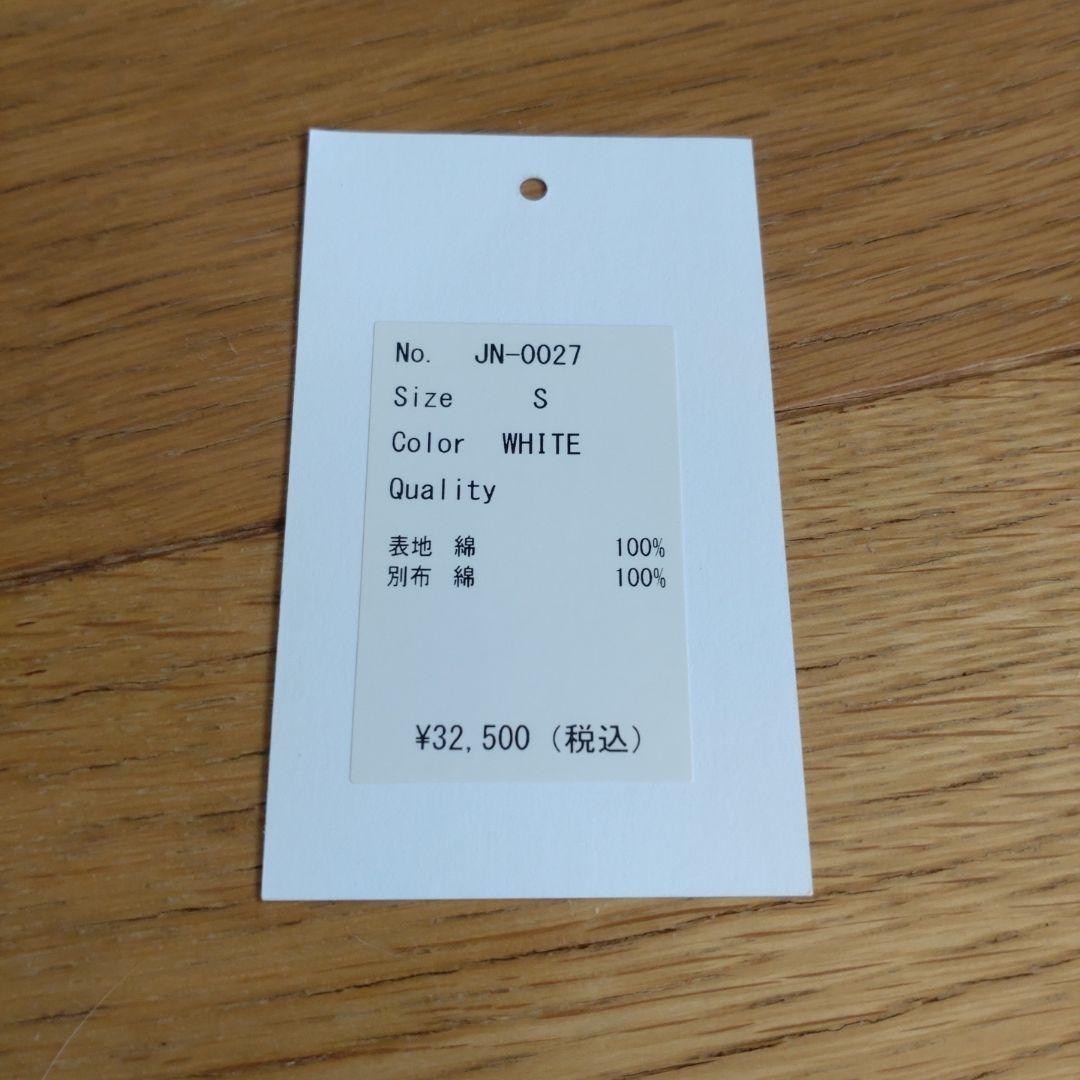 No. JN-0027
Size S
Color WHITE
Quality
表地 綿 100%
別布 綿 100%
¥32,500 (税込)